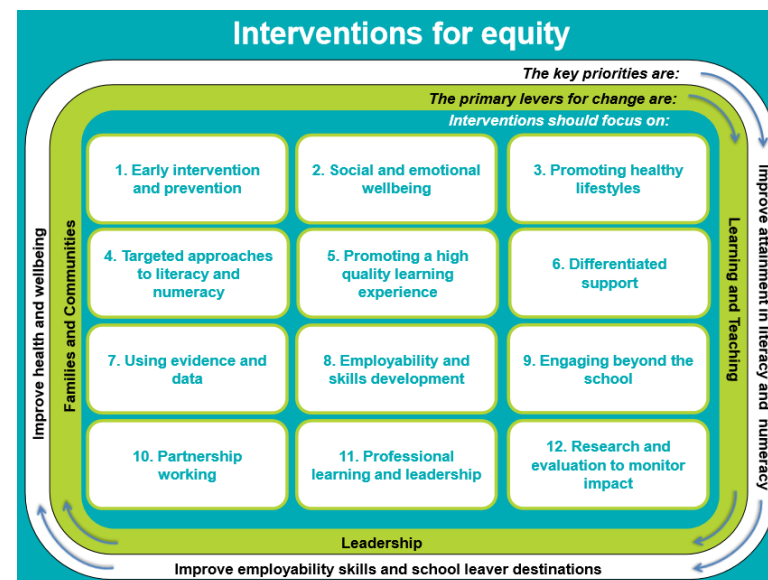 Interventions for equity
The key priorities are:
The primary levers for change are:
Interventions should focus on:
1. Early intervention
and prevention
2. Social and emotional
wellbeing
3. Promoting healthy
lifestyles
4. Targeted approaches
to literacy and
numeracy
5. Promoting a high
quality learning
experience
6. Differentiated
support
7. Using evidence and
data
8. Employability and
skills development
9. Engaging beyond the
school
10. Partnership
working
11. Professional
learning and leadership
12. Research and
evaluation to monitor
impact
Learning and Teaching
Improve attainment in literacy and numeracy
Leadership
Improve employability skills and school leaver destinations
Families and Communities
Improve health and wellbeing